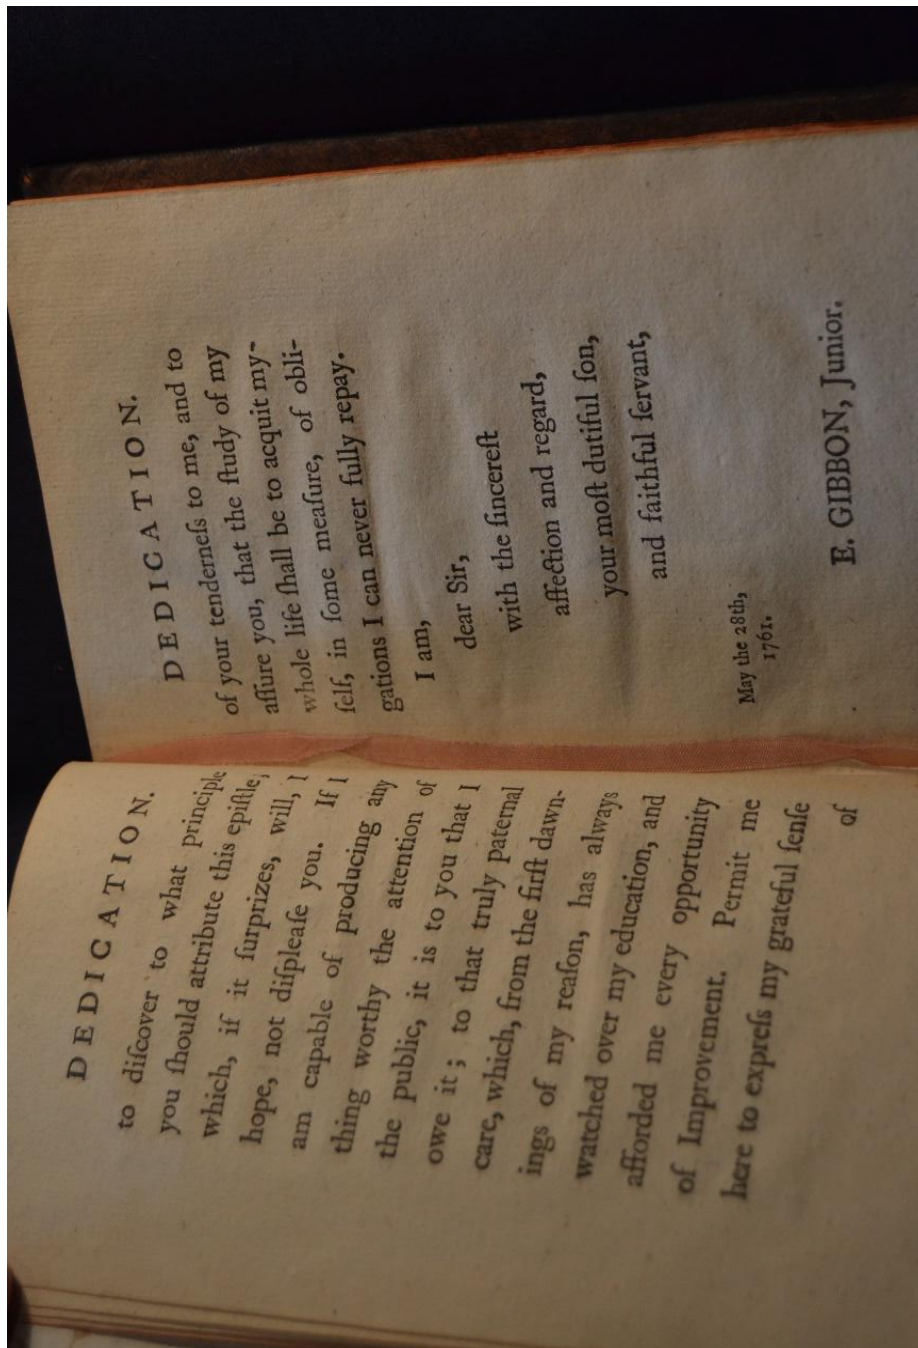 DEDICATION.
to diſcover to what principle
you ſhould attribute this epiſtle;
which, if it ſurprizes, will, I
hope, not diſpleaſe you. If I
am capable of producing any
thing worthy the attention of
the public, it is to you that I
owe it; to that truly paternal
care, which, from the firſt dawn-
ings of my reaſon, has always
watched over my education, and
afforded me every opportunity
of Improvement. Permit me
here to expreſs my grateful ſenſe
of
DEDICATION.
of your tenderneſs to me, and to
aſſure you, that the ſtudy of my
whole life ſhall be to acquit my-
ſelf, in ſome meaſure, of obli-
gations I can never fully repay.
I am,
dear Sir,
with the ſincereſt
affection and regard,
your moſt dutiful ſon,
and faithful ſervant,
May the 28th,
1761.
E. GIBBON, Junior.